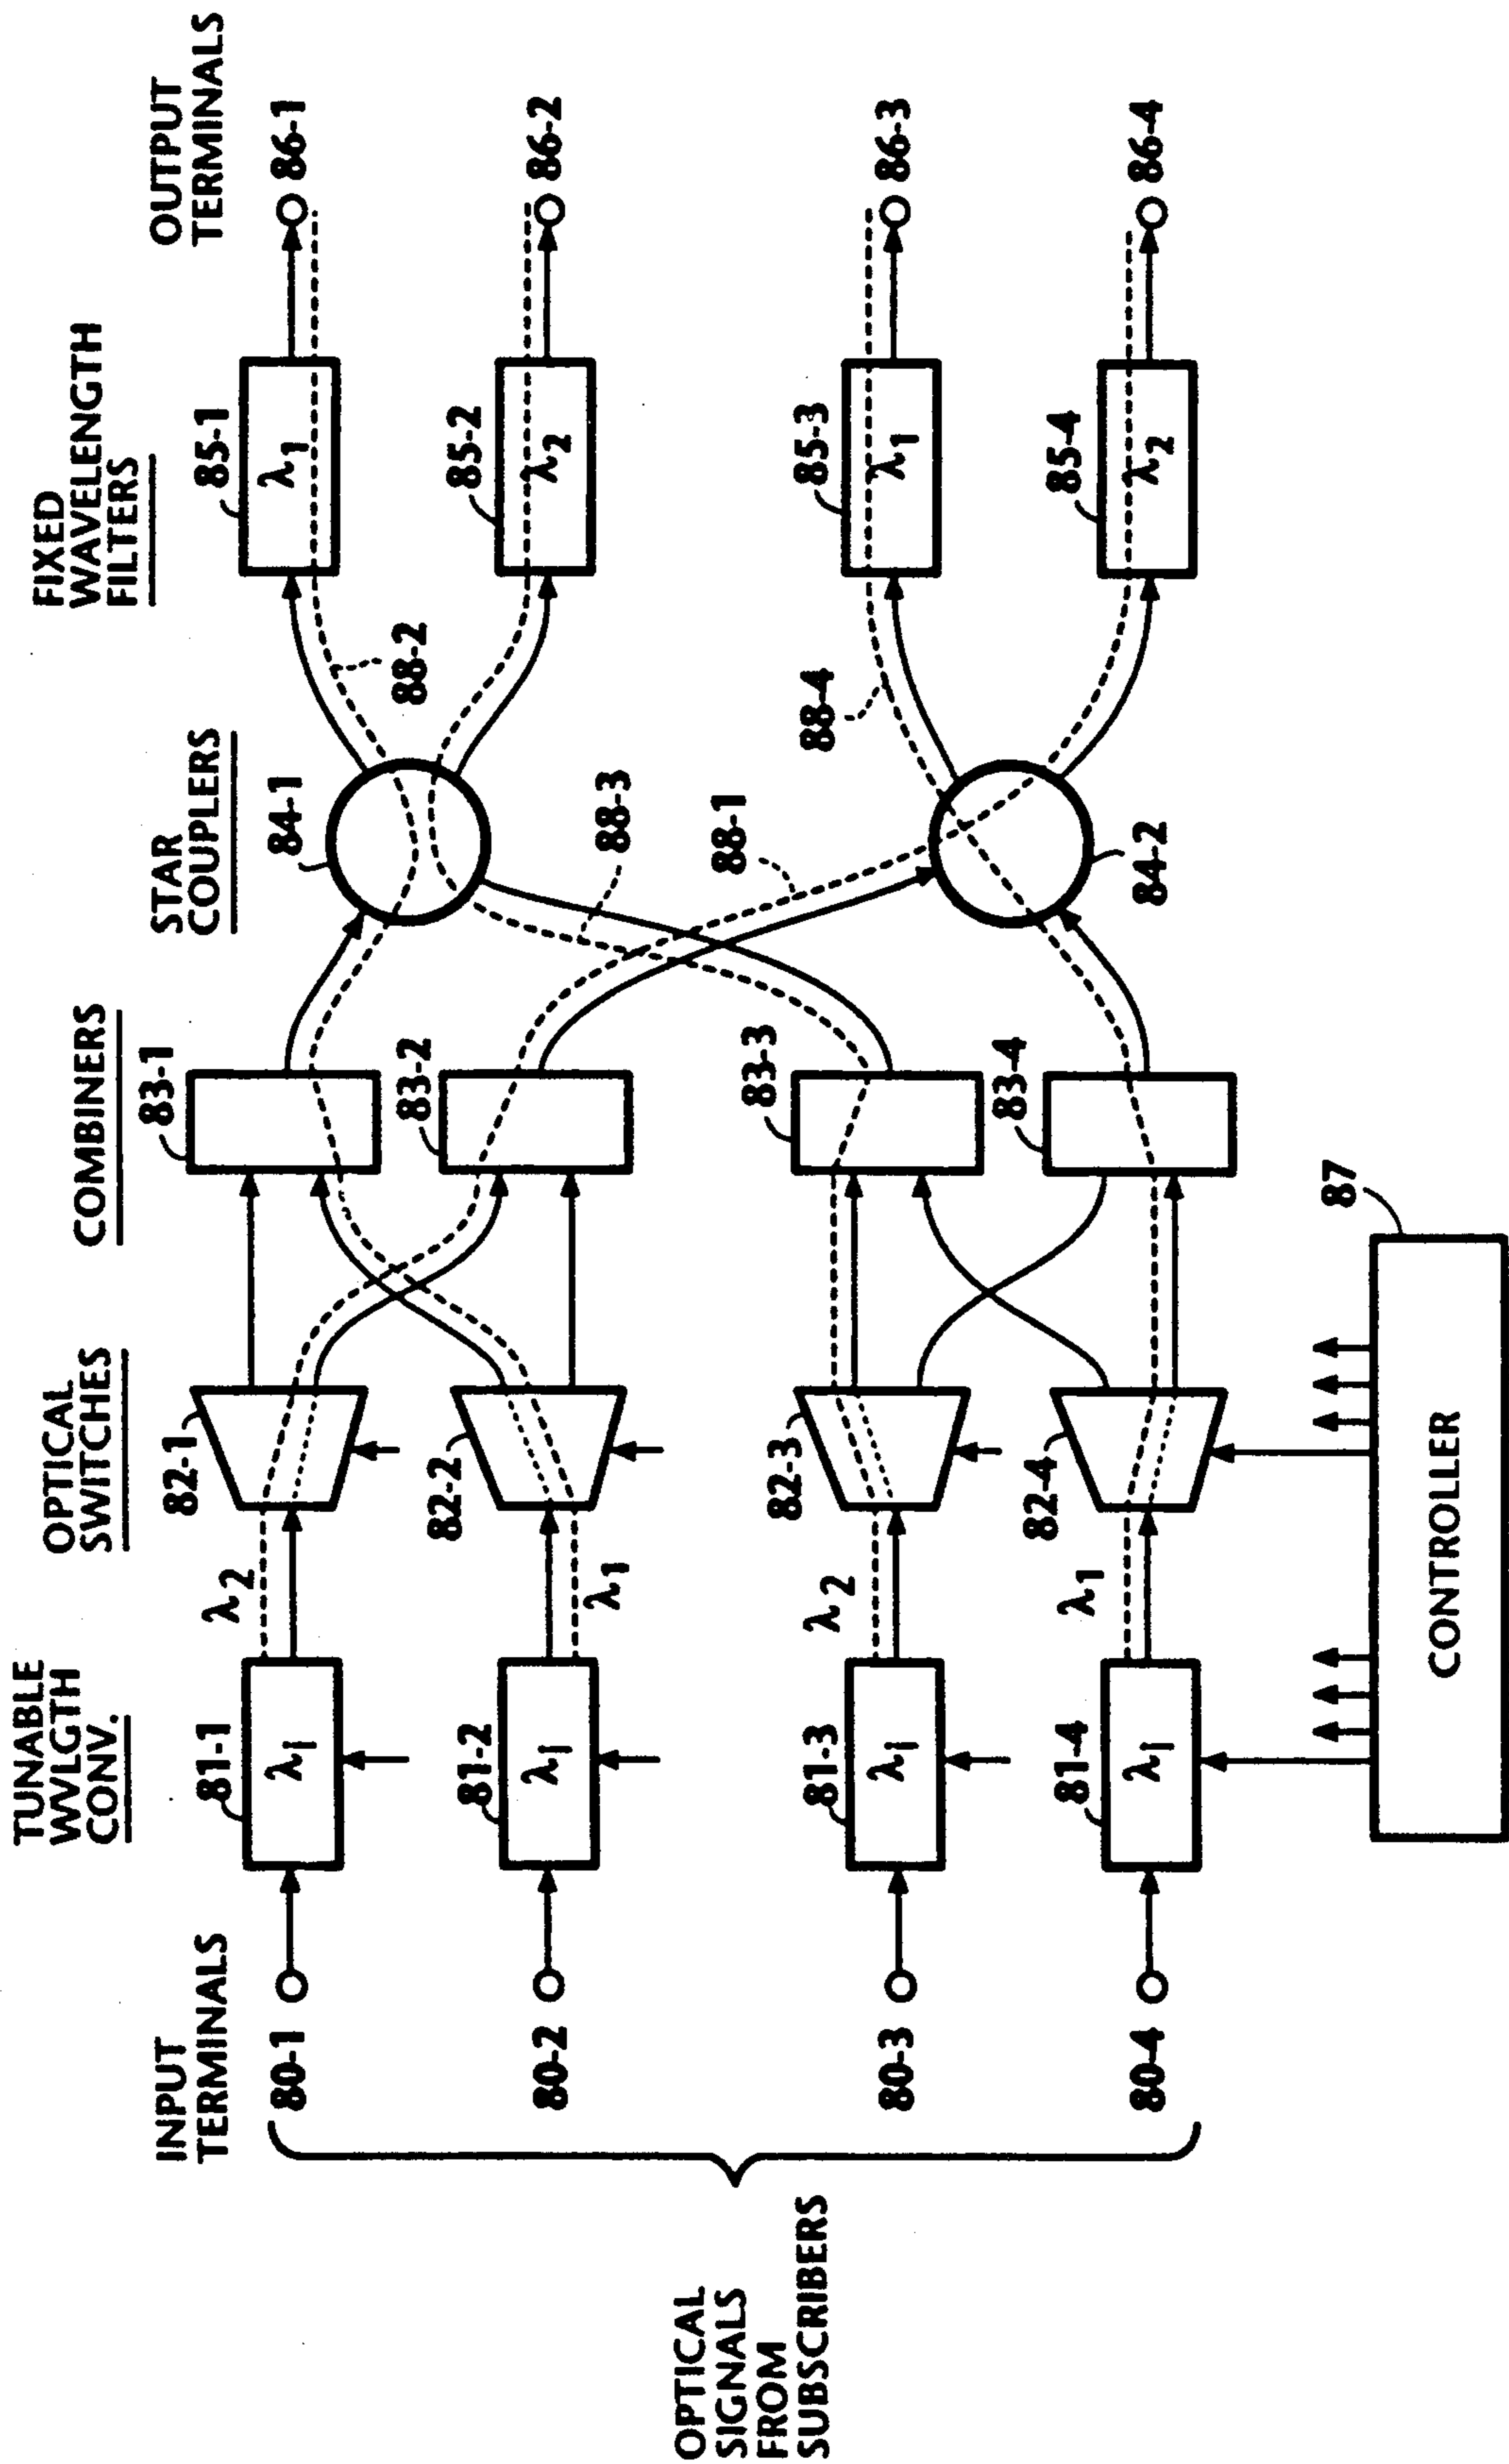 INPUT
TERMINALS
TUNABLE
WVLGTH
CONV.
OPTICAL
SWITCHES
COMBINERS
STAR
COUPLERS
FIXED
WAVELENGTH
FILTERS
OUTPUT
TERMINALS
80-1
81-1
λi
λ2
82-1
83-1
84-1
88-2
85-1
λ1
86-1
80-2
81-2
λi
λ1
82-2
83-2
88-3
85-2
λ2
86-2
88-1
80-3
81-3
λi
λ2
82-3
83-3
88-4
85-3
λ1
86-3
80-4
81-4
λi
λ1
82-4
83-4
84-2
85-4
λ2
86-4
OPTICAL
SIGNALS
FROM
SUBSCRIBERS
CONTROLLER
87